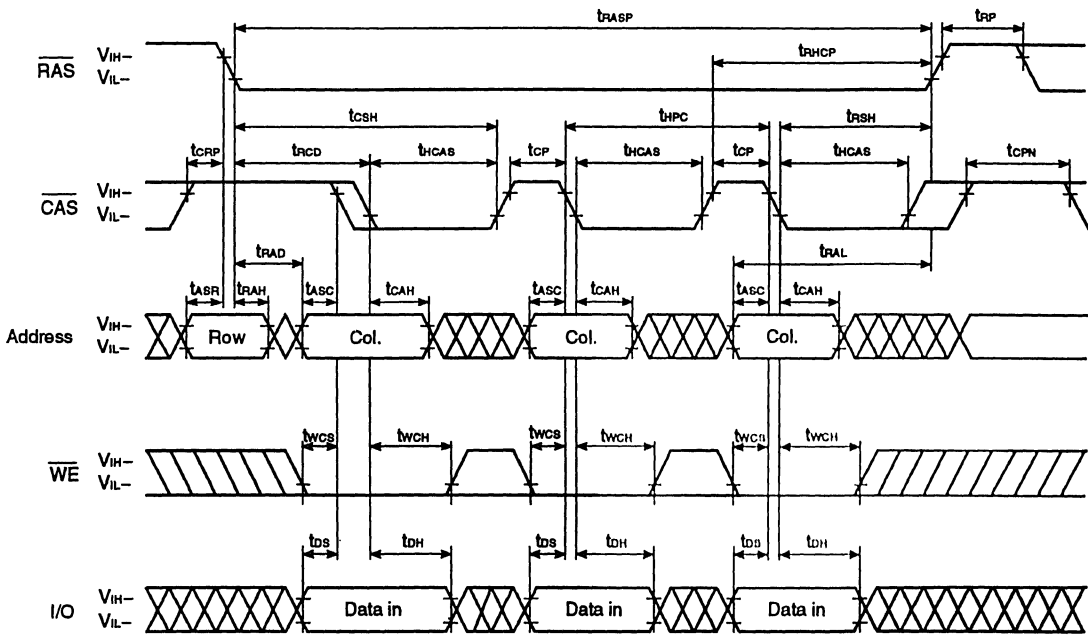 tRASP tRP
RAS VIH–
VIL–
tRHCP
tCSH tHPC tRSH
tCRP tRCD tHCAS tCP tHCAS tCP tHCAS tCPN
CAS VIH–
VIL–
tRAD tRAL
tASR tRAH tASC tCAH tASC tCAH tASC tCAH
Address VIH–
VIL–
Row Col. Col. Col.
tWCS tWCH tWCS tWCH tWCS tWCH
WE VIH–
VIL–
tDS tDH tDS tDH tDS tDH
I/O VIH–
VIL–
Data in Data in Data in